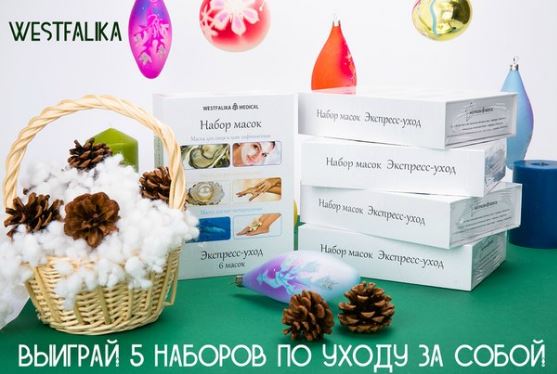 WESTFALIKA
WESTFALIKA MEDICAL
Набор масок
Экспресс-уход
6 масок
Набор масок Экспресс-уход
Набор масок Экспресс-уход
Набор масок Экспресс-уход
Набор масок Экспресс-уход
ВЫИГРАЙ 5 НАБОРОВ ПО УХОДУ ЗА СОБОЙ